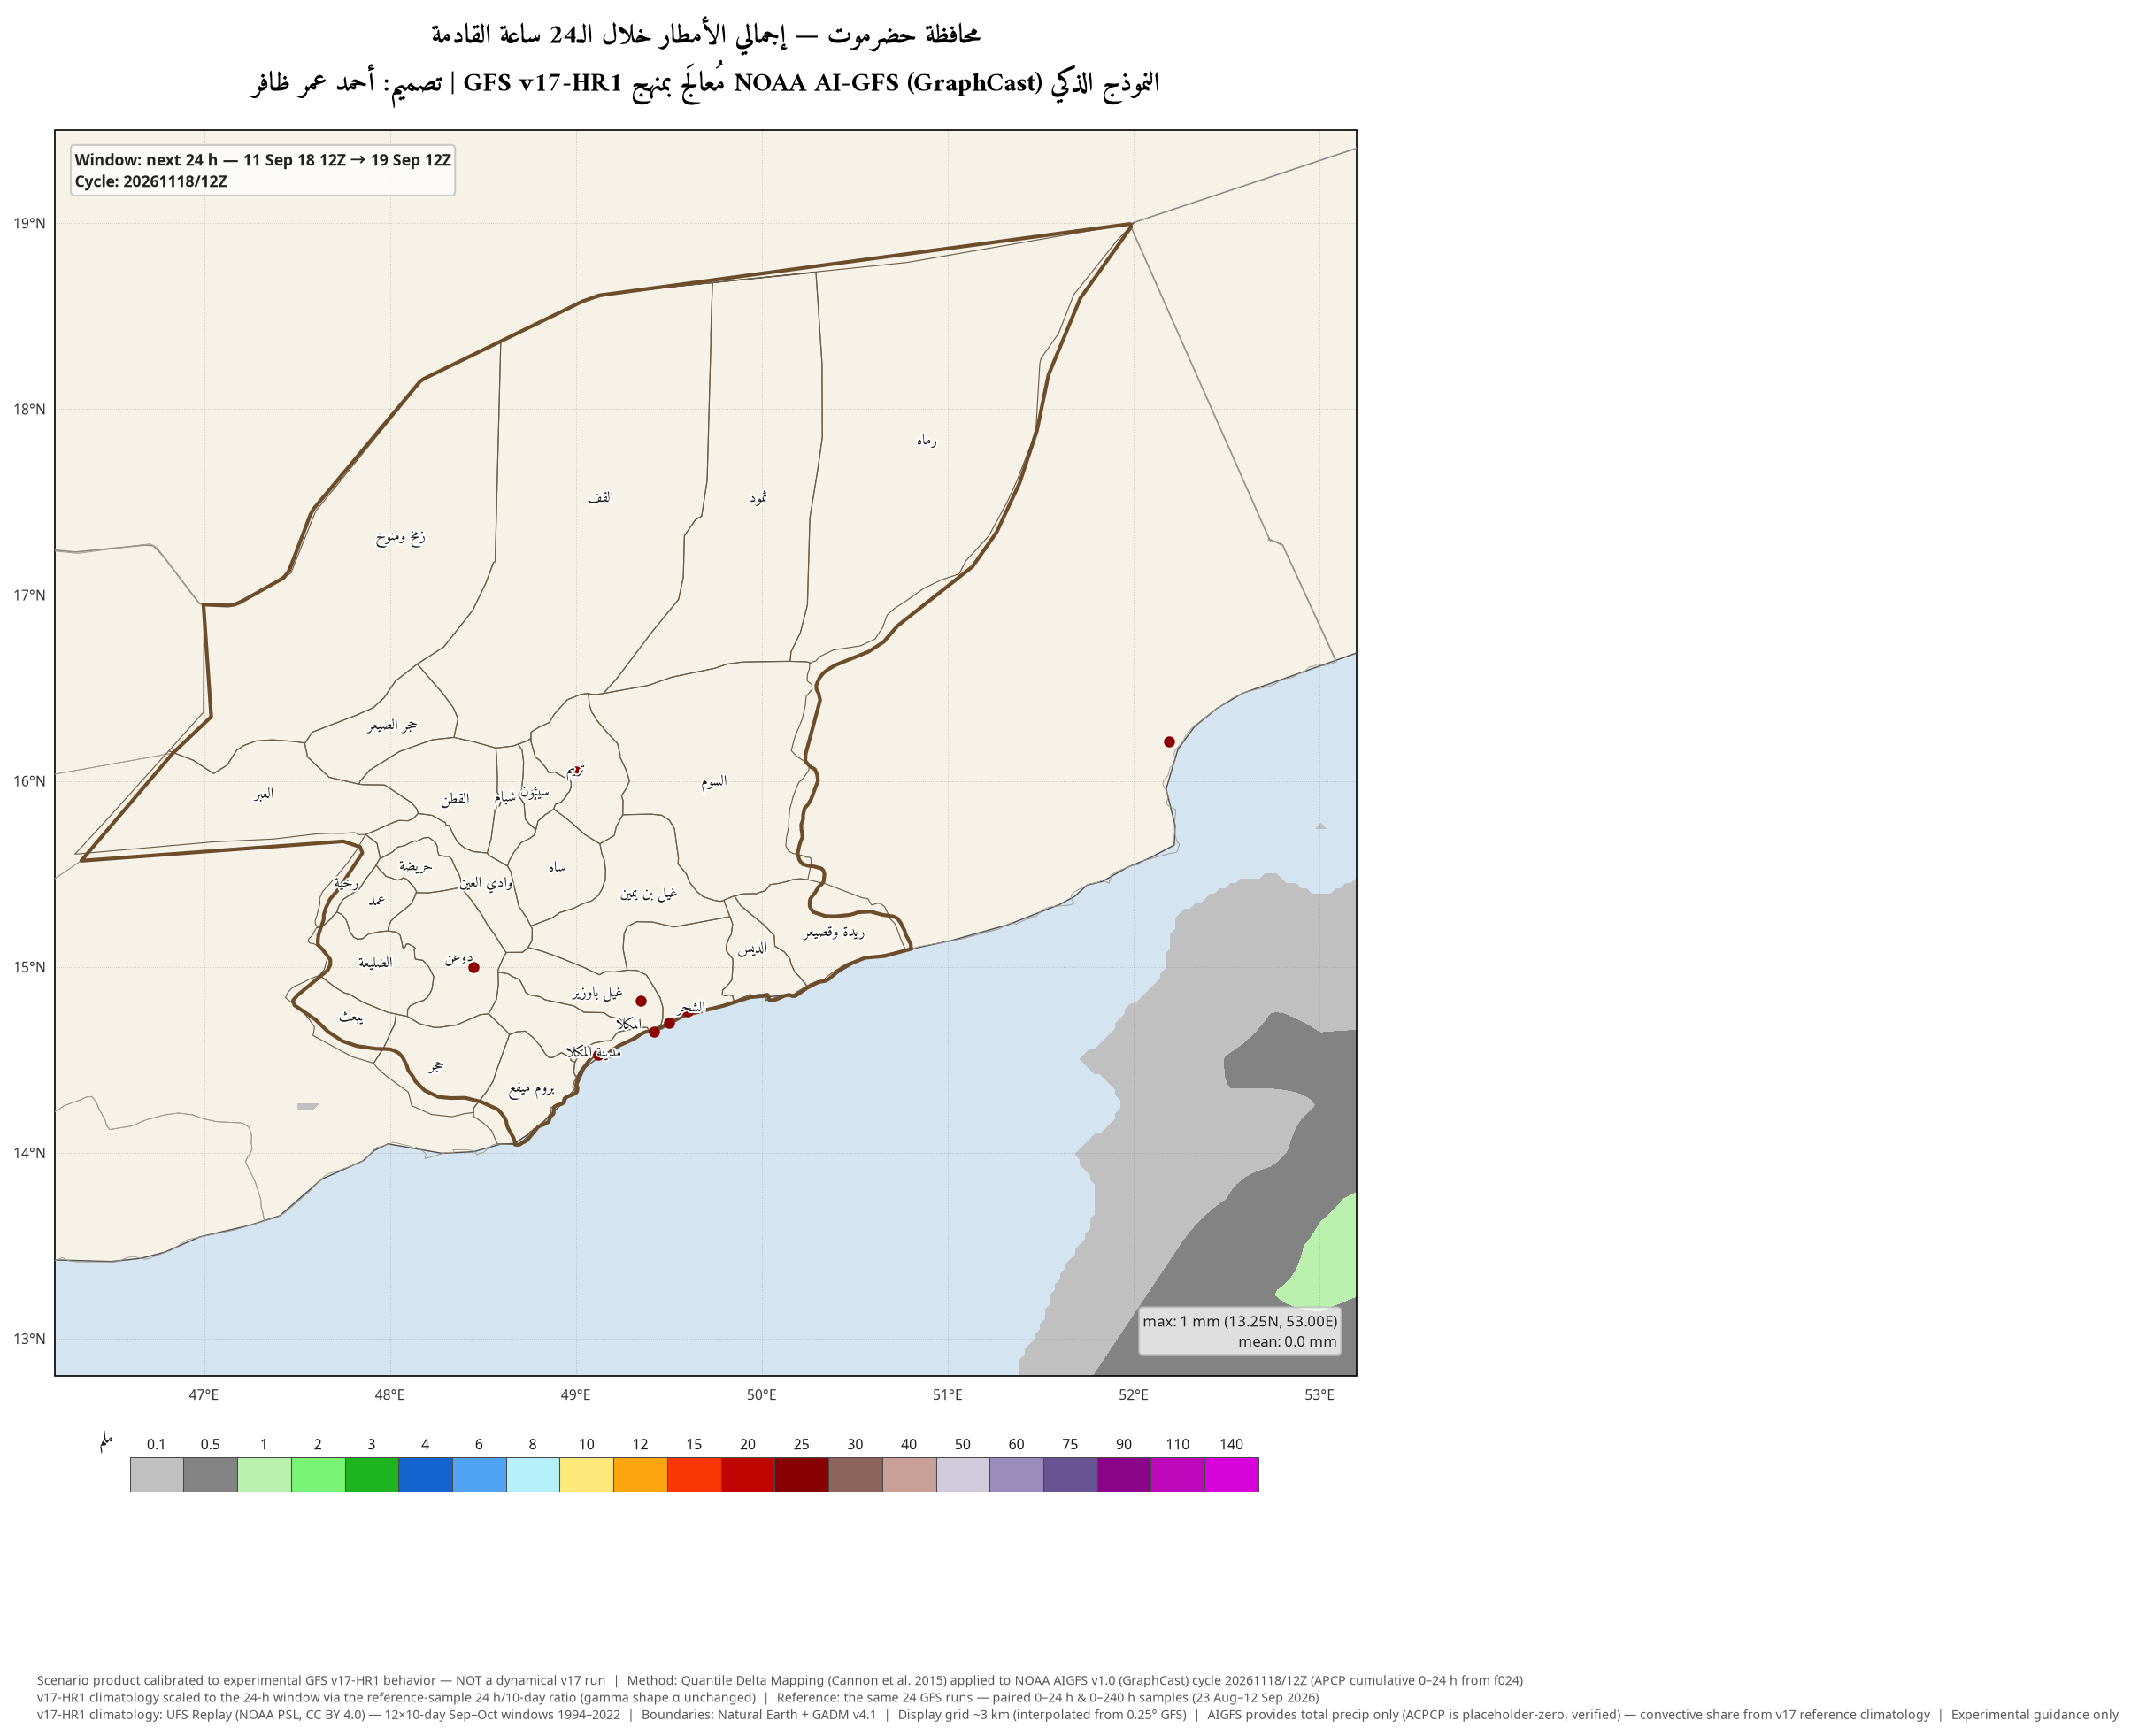 محافظة حضرموت — إجمالي الأمطار خلال الـ24 ساعة القادمة
النموذج الذكي NOAA AI-GFS (GraphCast) مُعالَج بمنهج GFS v17-HR1 | تصميم: أحمد عمر ظافر
Window: next 24 h — 11 Sep 18 12Z → 19 Sep 12Z
Cycle: 20261118/12Z
19°N
18°N
رماه
القف
ثمود
زمخ ومنوخ
17°N
حجر الصيعر
16°N
تريم
السوم
العبر
القطن
شبام
سيئون
حريضة
ساه
رخية
وادي العين
غيل بن يمين
عمد
ريدة وقصيعر
الديس
15°N
الضليعة
دوعن
غيل باوزير
الشحر
يبعث
المكلا
مدينة المكلا
حجر
بروم ميفع
14°N
13°N
max: 1 mm (13.25N, 53.00E)
mean: 0.0 mm
47°E 48°E 49°E 50°E 51°E 52°E 53°E
ملم 0.1 0.5 1 2 3 4 6 8 10 12 15 20 25 30 40 50 60 75 90 110 140
Scenario product calibrated to experimental GFS v17-HR1 behavior — NOT a dynamical v17 run | Method: Quantile Delta Mapping (Cannon et al. 2015) applied to NOAA AIGFS v1.0 (GraphCast) cycle 20261118/12Z (APCP cumulative 0–24 h from f024)
v17-HR1 climatology scaled to the 24-h window via the reference-sample 24 h/10-day ratio (gamma shape α unchanged) | Reference: the same 24 GFS runs — paired 0–24 h & 0–240 h samples (23 Aug–12 Sep 2026)
v17-HR1 climatology: UFS Replay (NOAA PSL, CC BY 4.0) — 12×10-day Sep–Oct windows 1994–2022 | Boundaries: Natural Earth + GADM v4.1 | Display grid ~3 km (interpolated from 0.25° GFS) | AIGFS provides total precip only (ACPCP is placeholder-zero, verified) — convective share from v17 reference climatology | Experimental guidance only